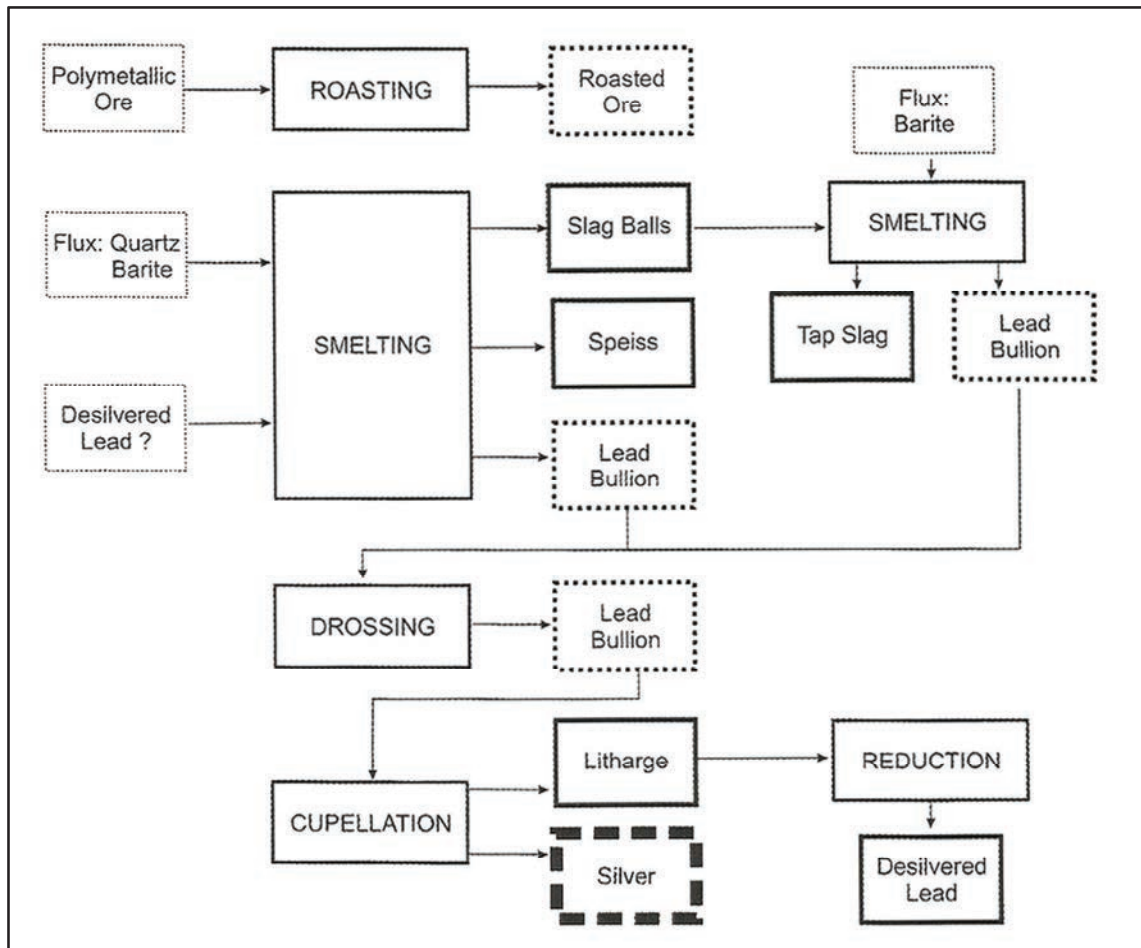 Polymetallic
Ore
ROASTING
Roasted
Ore
Flux:
Barite
Flux: Quartz
Barite
SMELTING
Slag Balls
SMELTING
Speiss
Tap Slag
Lead
Bullion
Desilvered
Lead ?
Lead
Bullion
DROSSING
Lead
Bullion
CUPELLATION
Litharge
REDUCTION
Silver
Desilvered
Lead